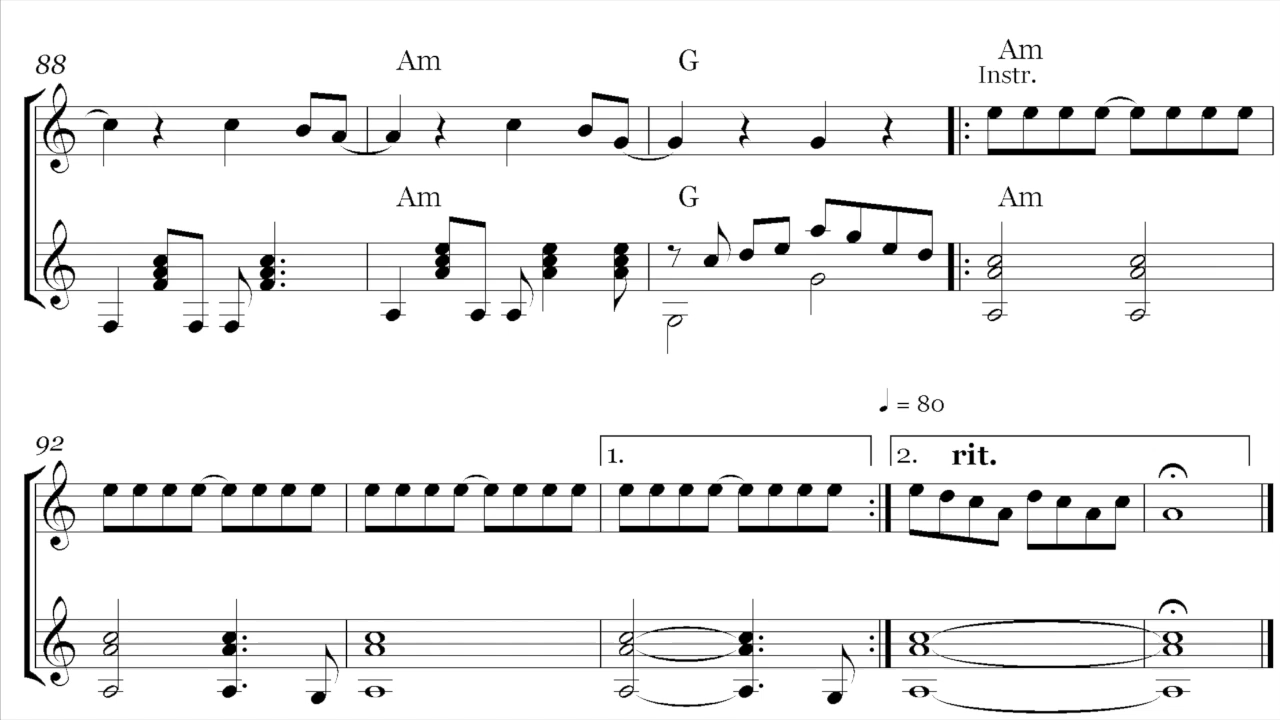 88
Am G Am
Instr.
Am G Am
♩ = 80
92
1. 2. rit.